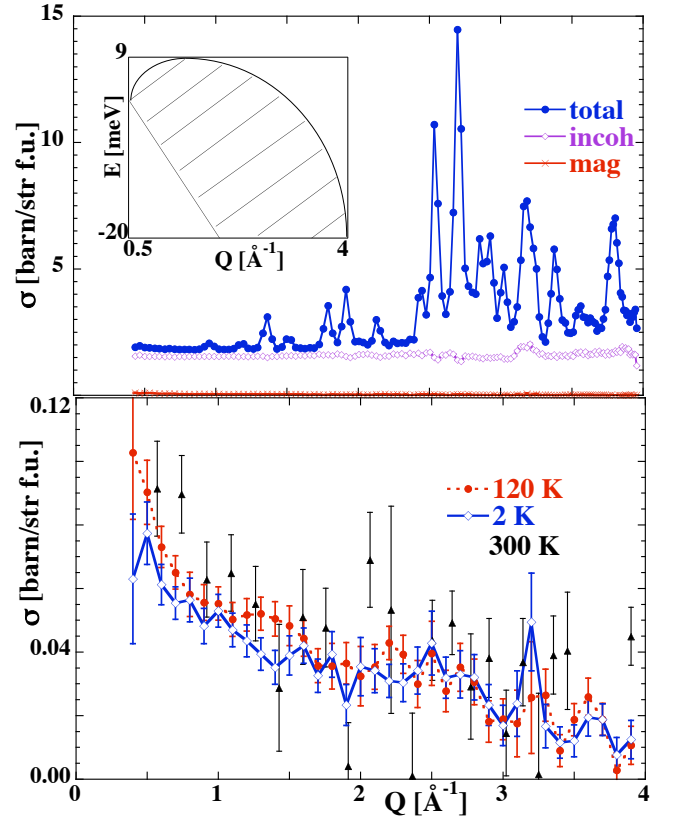 15
10
5
σ [barn/str f.u.]
total
incoh
mag
9
-20
E [meV]
0.5
4
Q [Å-1]
0.12
0.04
0.00
σ [barn/str f.u.]
120 K
2 K
300 K
0
1
2
3
4
Q [Å-1]